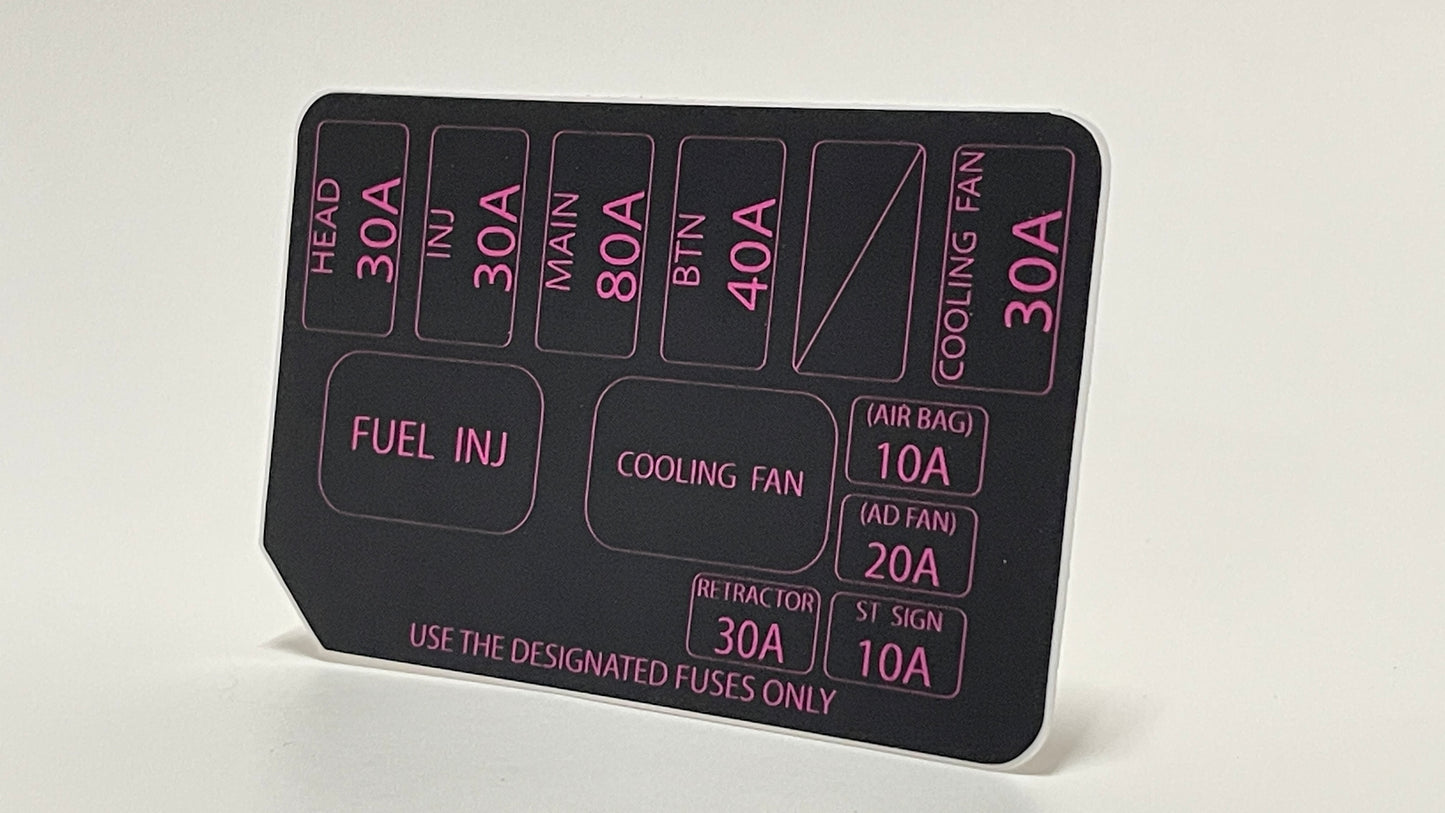 HEAD
30A
INJ
30A
MAIN
80A
BTN
40A
COOLING FAN
30A
FUEL INJ
COOLING FAN
(AIR BAG)
10A
(AD FAN)
20A
RETRACTOR
30A
ST SIGN
10A
USE THE DESIGNATED FUSES ONLY